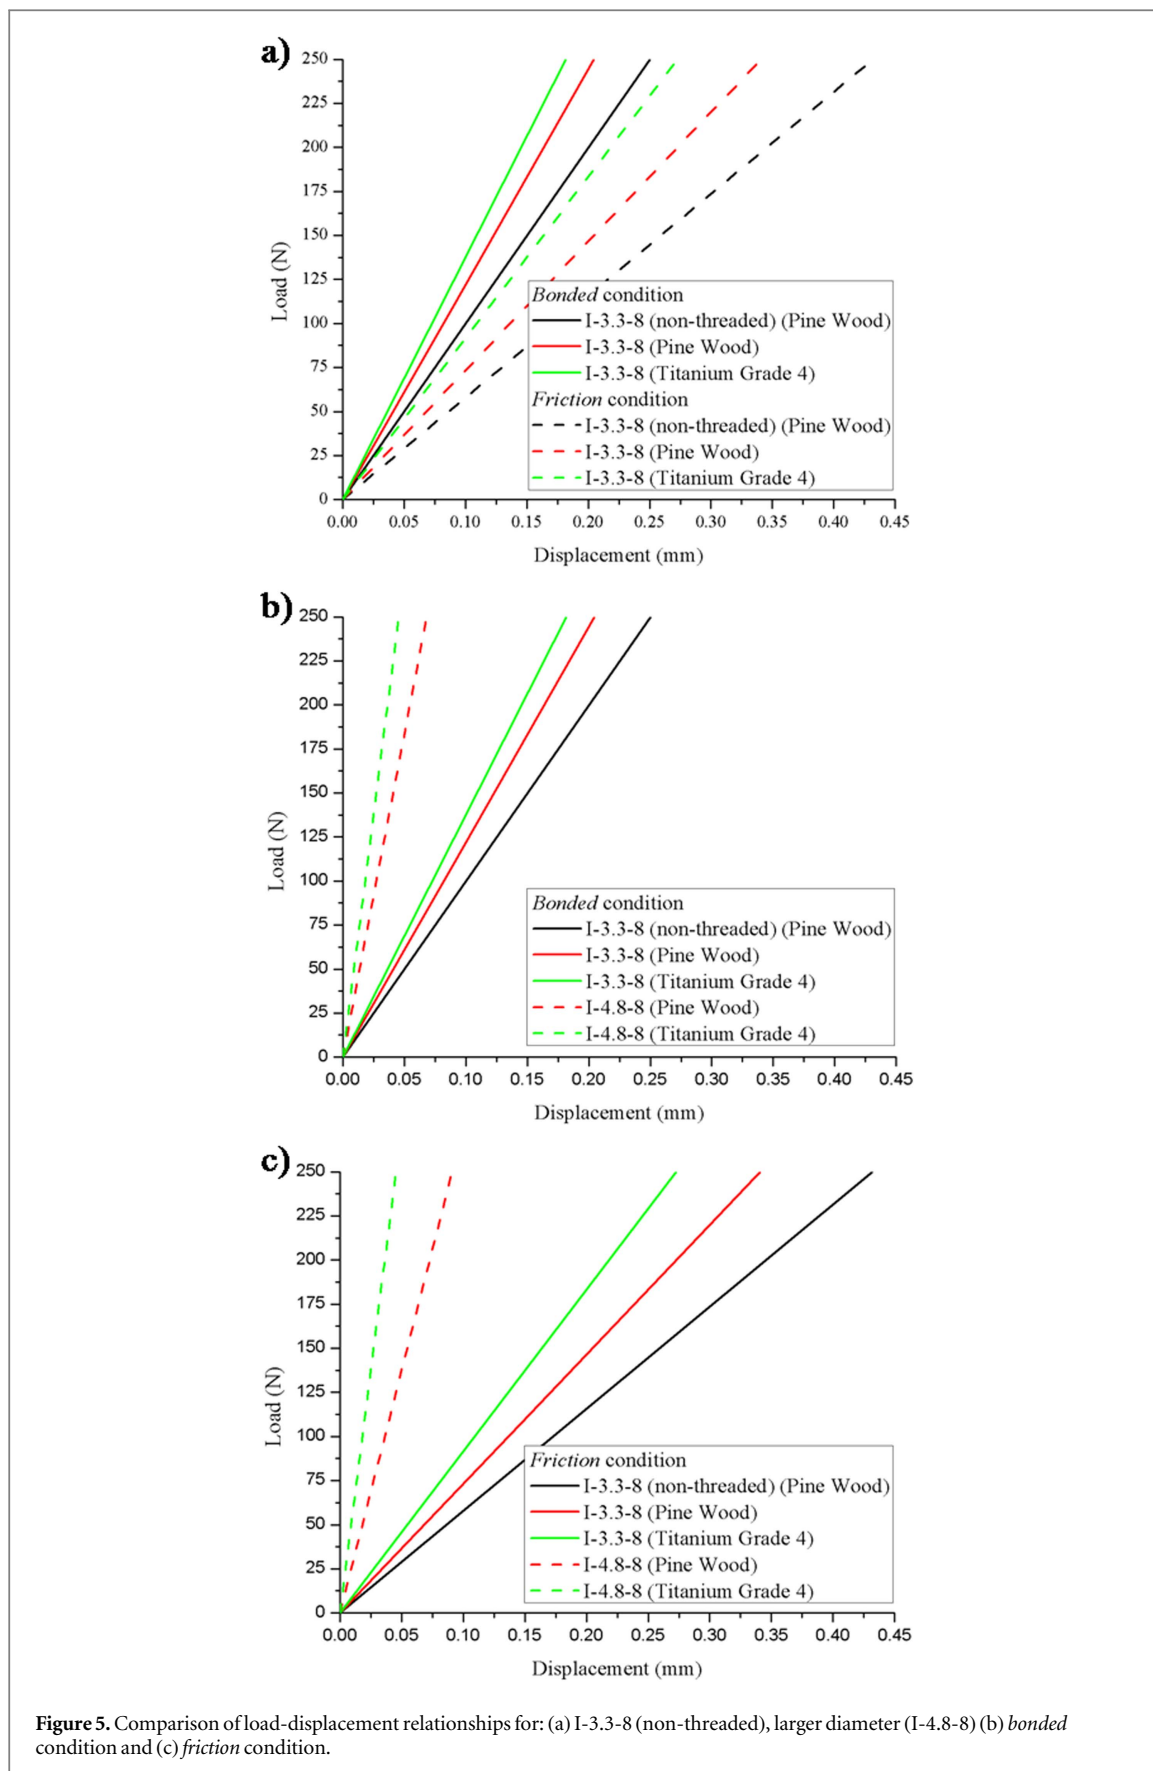 a)
250
225
200
175
150
125
100
75
50
25
0
Load (N)
Bonded condition
I-3.3-8 (non-threaded) (Pine Wood)
I-3.3-8 (Pine Wood)
I-3.3-8 (Titanium Grade 4)
Friction condition
I-3.3-8 (non-threaded) (Pine Wood)
I-3.3-8 (Pine Wood)
I-3.3-8 (Titanium Grade 4)
0.00 0.05 0.10 0.15 0.20 0.25 0.30 0.35 0.40 0.45
Displacement (mm)
b)
250
225
200
175
150
125
100
75
50
25
0
Load (N)
Bonded condition
I-3.3-8 (non-threaded) (Pine Wood)
I-3.3-8 (Pine Wood)
I-3.3-8 (Titanium Grade 4)
I-4.8-8 (Pine Wood)
I-4.8-8 (Titanium Grade 4)
0.00 0.05 0.10 0.15 0.20 0.25 0.30 0.35 0.40 0.45
Displacement (mm)
c)
250
225
200
175
150
125
100
75
50
25
0
Load (N)
Friction condition
I-3.3-8 (non-threaded) (Pine Wood)
I-3.3-8 (Pine Wood)
I-3.3-8 (Titanium Grade 4)
I-4.8-8 (Pine Wood)
I-4.8-8 (Titanium Grade 4)
0.00 0.05 0.10 0.15 0.20 0.25 0.30 0.35 0.40 0.45
Displacement (mm)
Figure 5. Comparison of load-displacement relationships for: (a) I-3.3-8 (non-threaded), larger diameter (I-4.8-8) (b) bonded
condition and (c) friction condition.